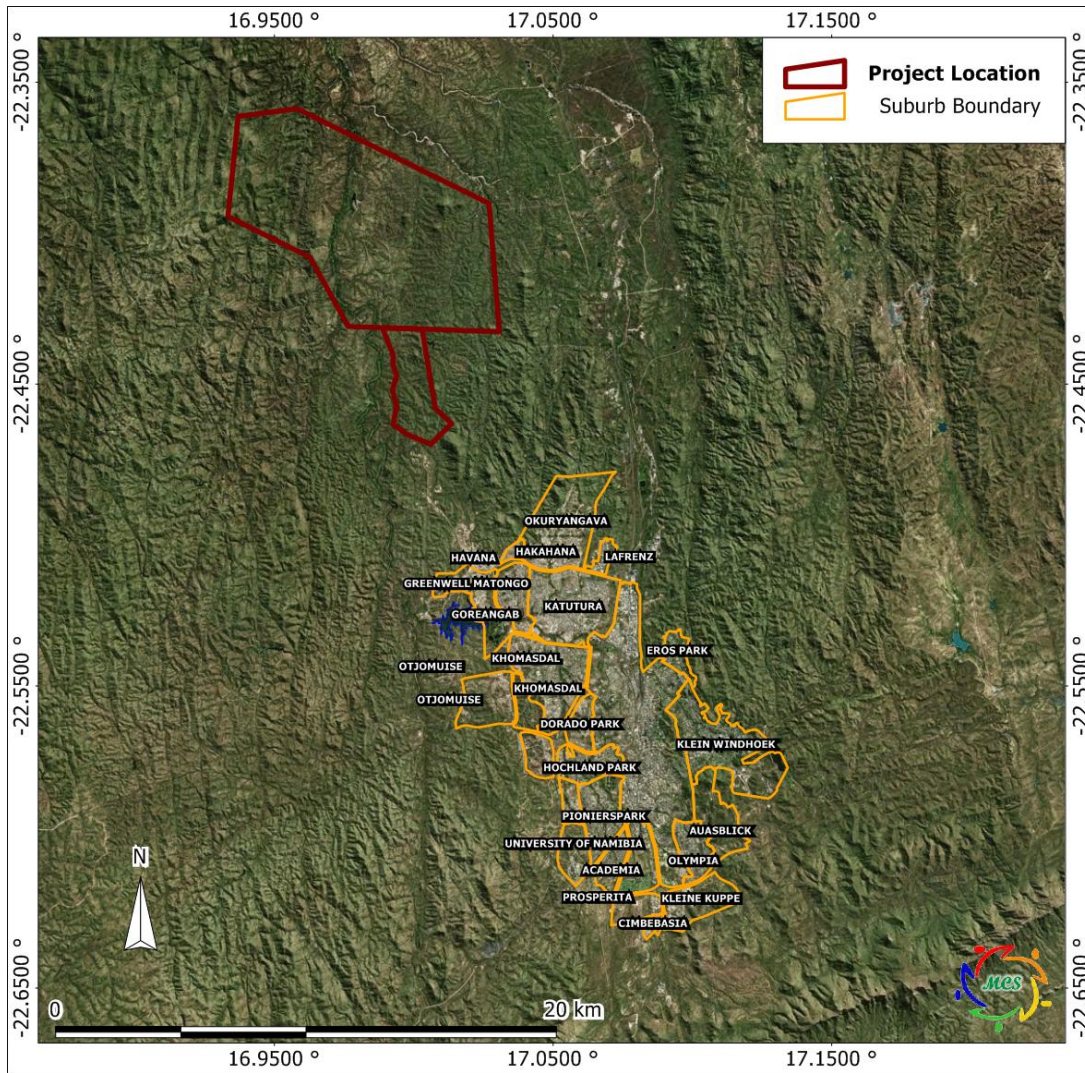 16.9500 °
17.0500 °
17.1500 °
-22.3500 °
-22.3500 °
Project Location
Suburb Boundary
-22.4500 °
-22.4500 °
OKURYANGAVA
HAVANA
HAKAHANA
LAFRENZ
GREENWELL MATONGO
GOREANGAB
KATUTURA
KHOMASDAL
EROS PARK
OTJOMUISE
-22.5500 °
-22.5500 °
KHOMASDAL
OTJOMUISE
DORADO PARK
KLEIN WINDHOEK
HOCHLAND PARK
PIONIERSPARK
AUASBLICK
UNIVERSITY OF NAMIBIA
OLYMPIA
ACADEMIA
PROSPERITA
KLEINE KUPPE
CIMBEBASIA
N
MCS
-22.6500 °
-22.6500 °
0
20 km
16.9500 °
17.0500 °
17.1500 °